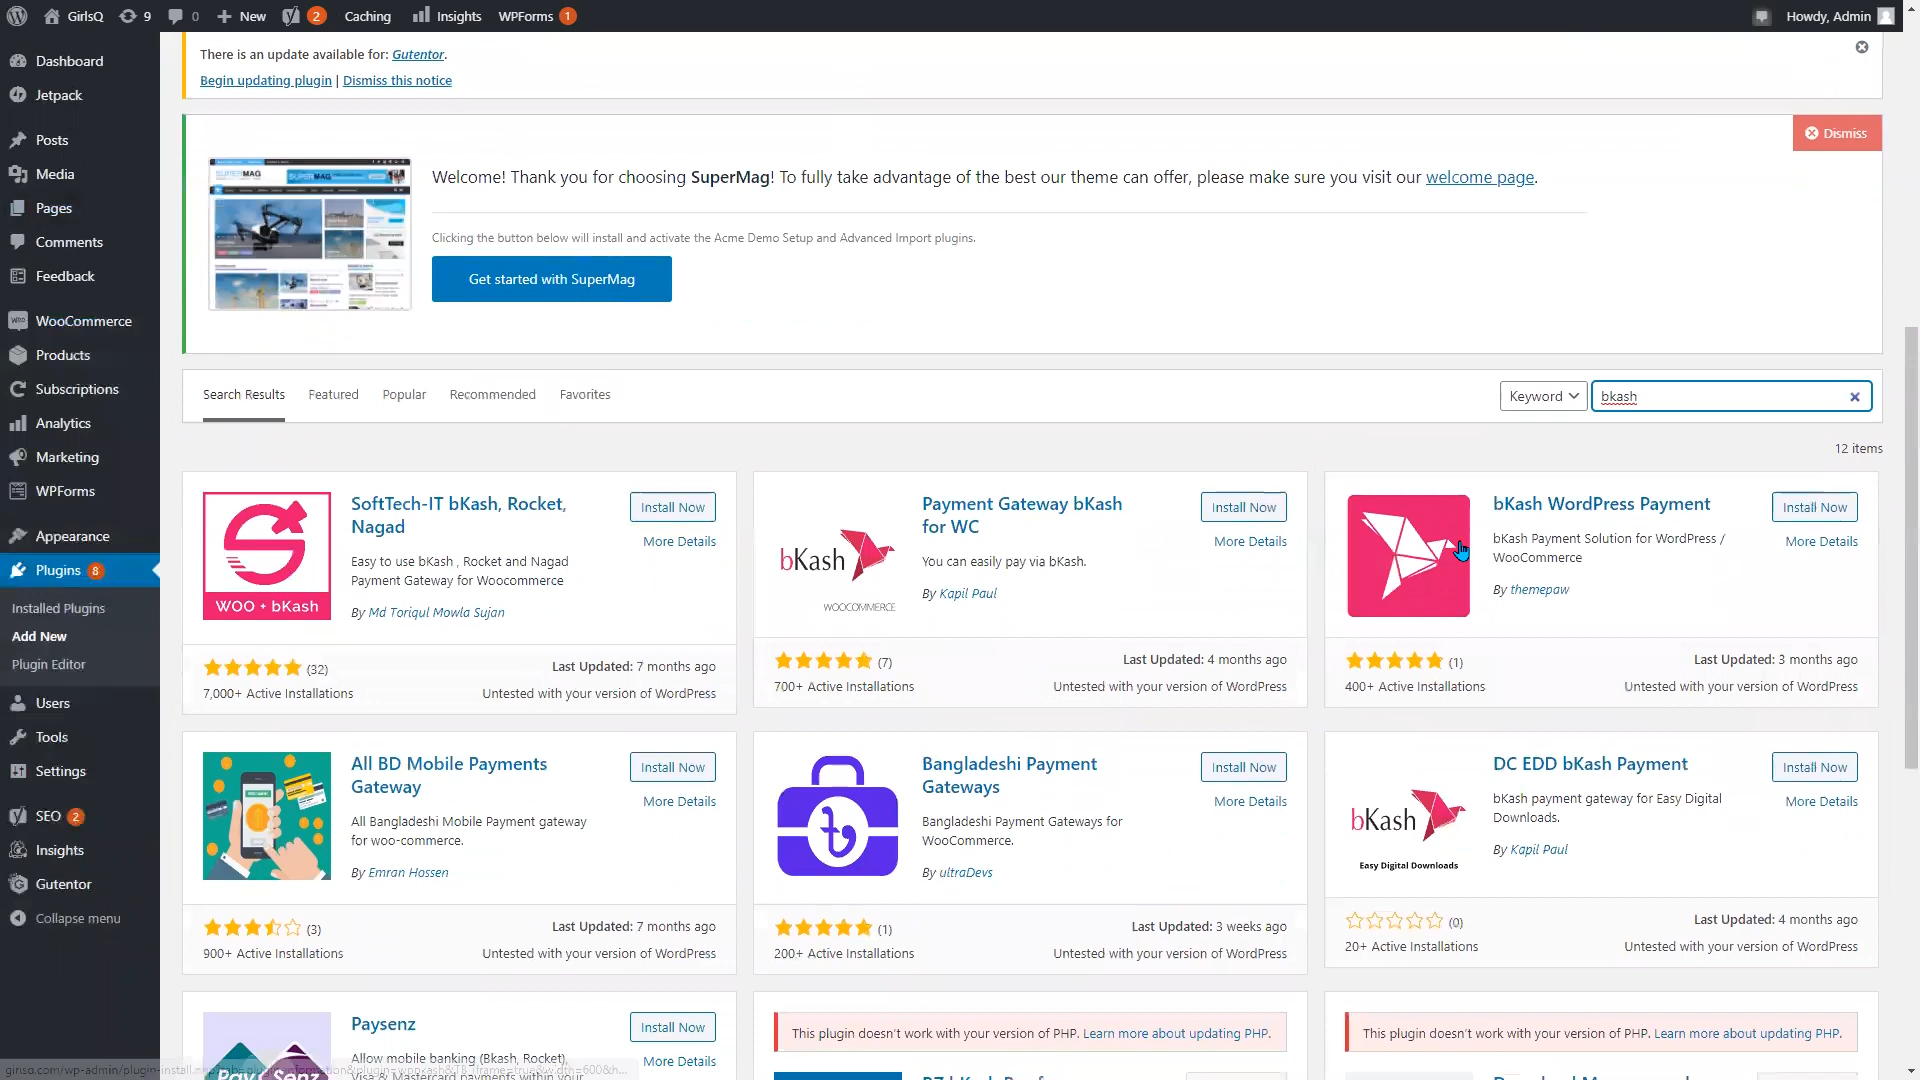 GirlsQ 9 0 New 2 Caching Insights WPForms 1 Howdy, Admin
Dashboard
Jetpack
Posts
Media
Pages
Comments
Feedback
WooCommerce
Products
Subscriptions
Analytics
Marketing
WPForms
Appearance
Plugins 8
Installed Plugins
Add New
Plugin Editor
Users
Tools
Settings
SEO 2
Insights
Gutentor
Collapse menu
There is an update available for: Gutentor.
Begin updating plugin | Dismiss this notice
Dismiss
SUPERMAG
SUPERMAG
Welcome! Thank you for choosing SuperMag! To fully take advantage of the best our theme can offer, please make sure you visit our welcome page.
Clicking the button below will install and activate the Acme Demo Setup and Advanced Import plugins.
Get started with SuperMag
Search Results Featured Popular Recommended Favorites Keyword bkash
12 items
WOO + bKash
SoftTech-IT bKash, Rocket,
Nagad
Install Now
More Details
Easy to use bKash , Rocket and Nagad
Payment Gateway for Woocommerce
By Md Toriqul Mowla Sujan
(32)
7,000+ Active Installations
Last Updated: 7 months ago
Untested with your version of WordPress
bKash
WOOCOMMERCE
Payment Gateway bKash
for WC
Install Now
More Details
You can easily pay via bKash.
By Kapil Paul
(7)
700+ Active Installations
Last Updated: 4 months ago
Untested with your version of WordPress
bKash WordPress Payment
Install Now
More Details
bKash Payment Solution for WordPress /
WooCommerce
By themepaw
(1)
400+ Active Installations
Last Updated: 3 months ago
Untested with your version of WordPress
All BD Mobile Payments
Gateway
Install Now
More Details
All Bangladeshi Mobile Payment gateway
for woo-commerce.
By Emran Hossen
(3)
900+ Active Installations
Last Updated: 7 months ago
Untested with your version of WordPress
৳
Bangladeshi Payment
Gateways
Install Now
More Details
Bangladeshi Payment Gateways for
WooCommerce.
By ultraDevs
(1)
200+ Active Installations
Last Updated: 3 weeks ago
Untested with your version of WordPress
bKash
Easy Digital Downloads
DC EDD bKash Payment
Install Now
More Details
bKash payment gateway for Easy Digital
Downloads.
By Kapil Paul
(0)
20+ Active Installations
Last Updated: 4 months ago
Untested with your version of WordPress
Paysenz
Install Now
More Details
Allow mobile banking (Bkash, Rocket),
This plugin doesn't work with your version of PHP. Learn more about updating PHP.
This plugin doesn't work with your version of PHP. Learn more about updating PHP.